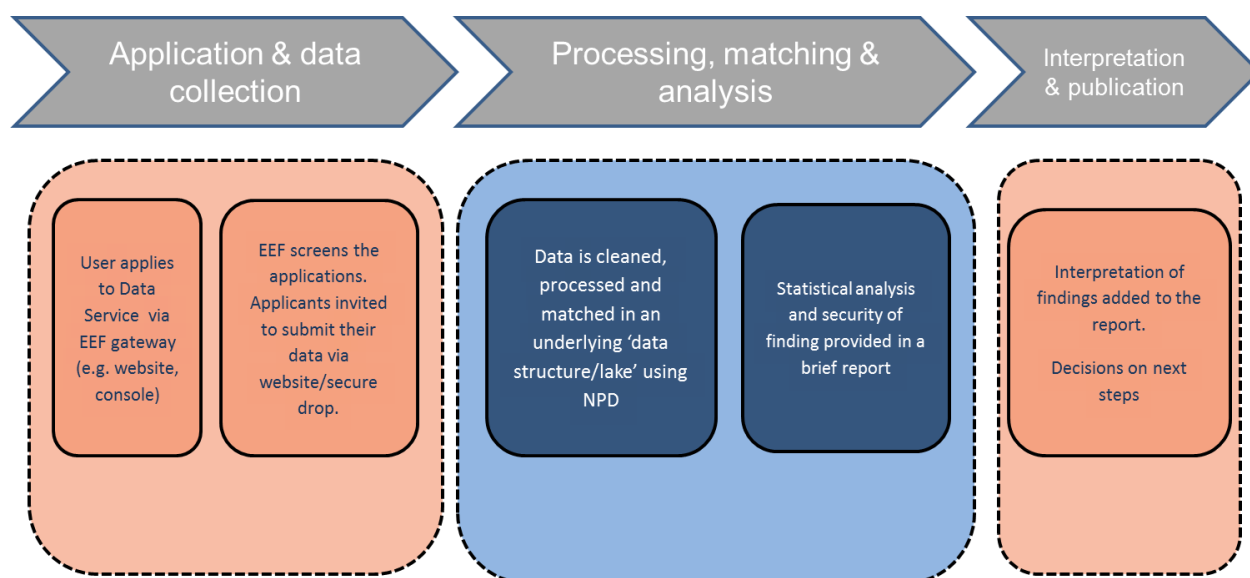 Application & data
collection
Processing, matching &
analysis
Interpretation
& publication
User applies
to Data
Service via
EEF gateway
(e.g. website,
console)
EEF screens the
applications.
Applicants invited
to submit their
data via
website/secure
drop.
Data is cleaned,
processed and
matched in an
underlying ‘data
structure/lake’ using
NPD
Statistical analysis
and security of
finding provided in a
brief report
Interpretation of
findings added to the
report.
Decisions on next
steps